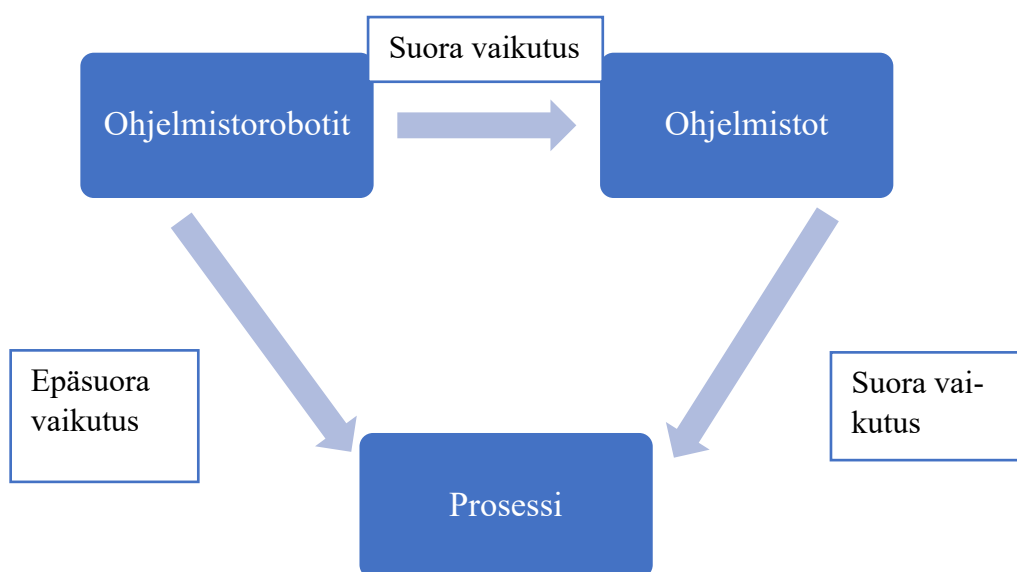 Suora vaikutus
Ohjelmistorobotit
Ohjelmistot
Epäsuora
vaikutus
Suora vai-
kutus
Prosessi